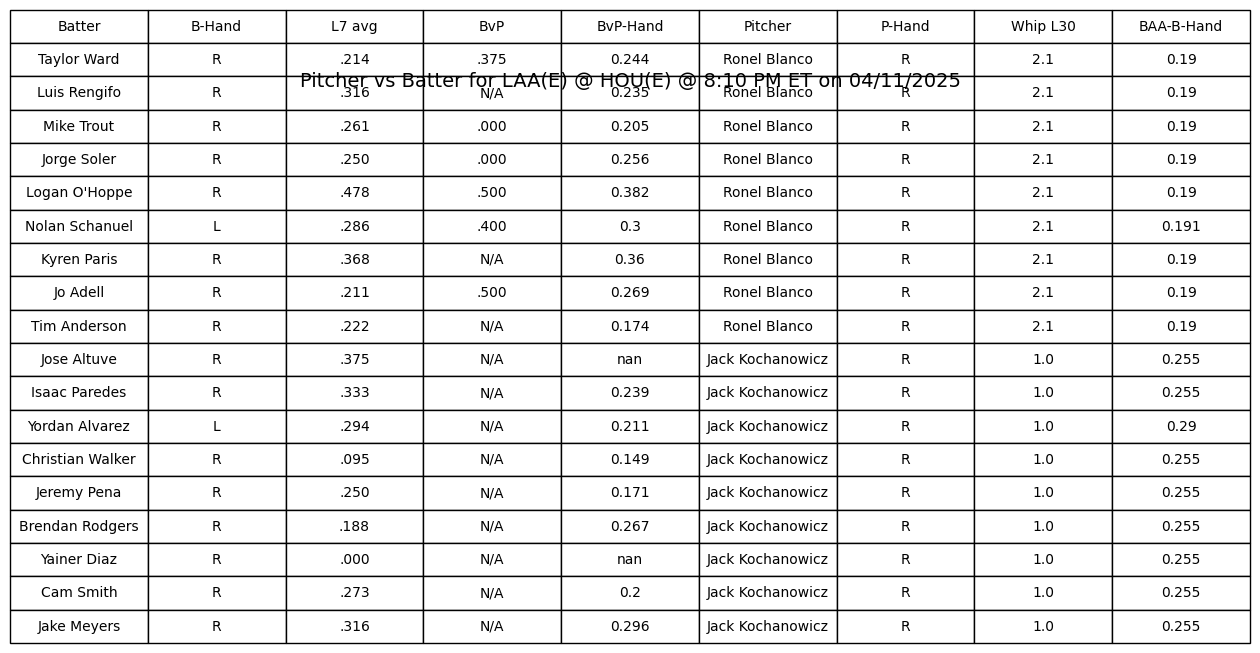 Batter B-Hand L7 avg BvP BvP-Hand Pitcher P-Hand Whip L30 BAA-B-Hand
Taylor Ward R .214 .375 0.244 Ronel Blanco R 2.1 0.19
Pitcher vs Batter for LAA(E) @ HOU(E) @ 8:10 PM ET on 04/11/2025
Luis Rengifo R .316 N/A 0.235 Ronel Blanco R 2.1 0.19
Mike Trout R .261 .000 0.205 Ronel Blanco R 2.1 0.19
Jorge Soler R .250 .000 0.256 Ronel Blanco R 2.1 0.19
Logan O'Hoppe R .478 .500 0.382 Ronel Blanco R 2.1 0.19
Nolan Schanuel L .286 .400 0.3 Ronel Blanco R 2.1 0.191
Kyren Paris R .368 N/A 0.36 Ronel Blanco R 2.1 0.19
Jo Adell R .211 .500 0.269 Ronel Blanco R 2.1 0.19
Tim Anderson R .222 N/A 0.174 Ronel Blanco R 2.1 0.19
Jose Altuve R .375 N/A nan Jack Kochanowicz R 1.0 0.255
Isaac Paredes R .333 N/A 0.239 Jack Kochanowicz R 1.0 0.255
Yordan Alvarez L .294 N/A 0.211 Jack Kochanowicz R 1.0 0.29
Christian Walker R .095 N/A 0.149 Jack Kochanowicz R 1.0 0.255
Jeremy Pena R .250 N/A 0.171 Jack Kochanowicz R 1.0 0.255
Brendan Rodgers R .188 N/A 0.267 Jack Kochanowicz R 1.0 0.255
Yainer Diaz R .000 N/A nan Jack Kochanowicz R 1.0 0.255
Cam Smith R .273 N/A 0.2 Jack Kochanowicz R 1.0 0.255
Jake Meyers R .316 N/A 0.296 Jack Kochanowicz R 1.0 0.255